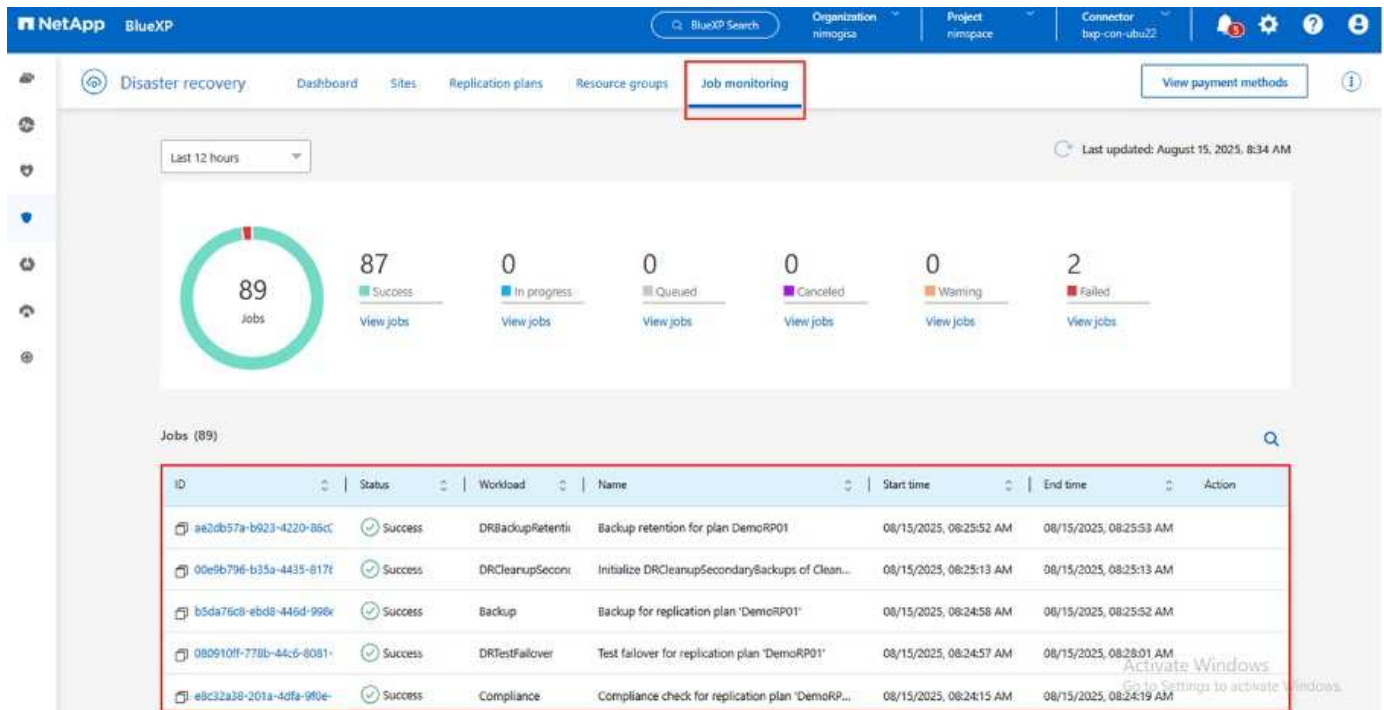 NetApp BlueXP BlueXP Search Organization nimogisa Project nimspace Connector bxp-con-ubu22 5
Disaster recovery Dashboard Sites Replication plans Resource groups Job monitoring View payment methods
Last 12 hours Last updated: August 15, 2025, 8:34 AM
87 0 0 0 0 2
89 Success In progress Queued Canceled Warning Failed
Jobs View jobs View jobs View jobs View jobs View jobs View jobs
Jobs (89)
ID Status Workload Name Start time End time Action
ae2db57a-b923-4220-86c0 Success DRBackupRetentio Backup retention for plan DemoRP01 08/15/2025, 08:25:52 AM 08/15/2025, 08:25:53 AM
00e9b796-b35a-4435-817 Success DRCleanupSecon Initialize DRCleanupSecondaryBackups of Clean... 08/15/2025, 08:25:13 AM 08/15/2025, 08:25:13 AM
b5da76c8-ebd8-446d-998 Success Backup Backup for replication plan 'DemoRP01' 08/15/2025, 08:24:58 AM 08/15/2025, 08:25:52 AM
080910ff-778b-44c6-8081- Success DRTestFailover Test failover for replication plan 'DemoRP01' 08/15/2025, 08:24:57 AM 08/15/2025, 08:28:01 AM
e8c32a38-201a-4dfa-9f0e- Success Compliance Compliance check for replication plan 'DemoRP... 08/15/2025, 08:24:15 AM 08/15/2025, 08:24:19 AM
Activate Windows
Go to Settings to activate Windows.